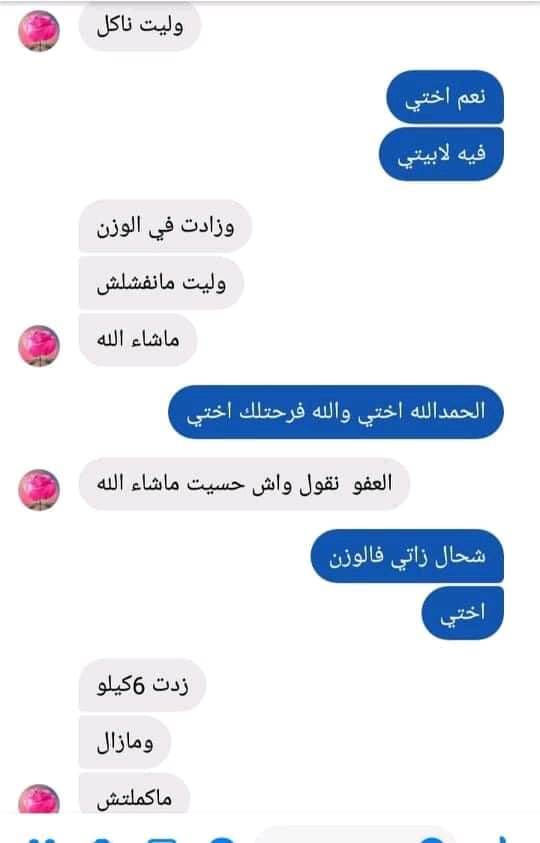 وليت ناكل
نعم اختي
فيه لابيتي
وزادت في الوزن
وليت مانفشلش
ماشاء الله
الحمدالله اختي والله فرحتلك اختي
العفو نقول واش حسيت ماشاء الله
شحال زاتي فالوزن
اختي
زدت 6كيلو
ومازال
ماكملتش